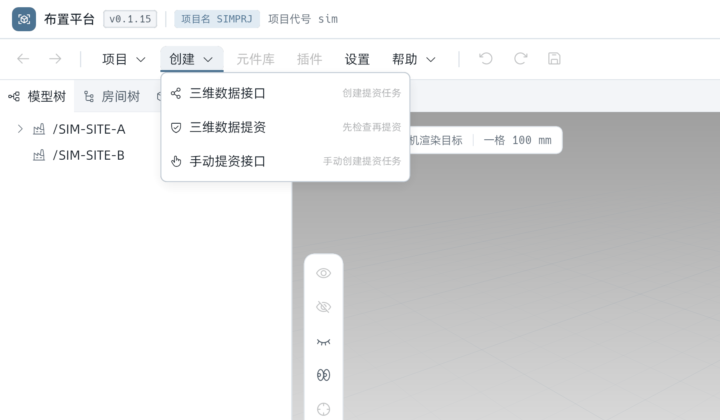 布置平台 v0.1.15 项目名 SIMPRJ 项目代号 sim
项目 创建 元件库 插件 设置 帮助
模型树 房间树
三维数据接口 创建提资任务
三维数据提资 先检查再提资
手动提资接口 手动创建提资任务
/SIM-SITE-A
/SIM-SITE-B
机渲染目标 一格 100 mm